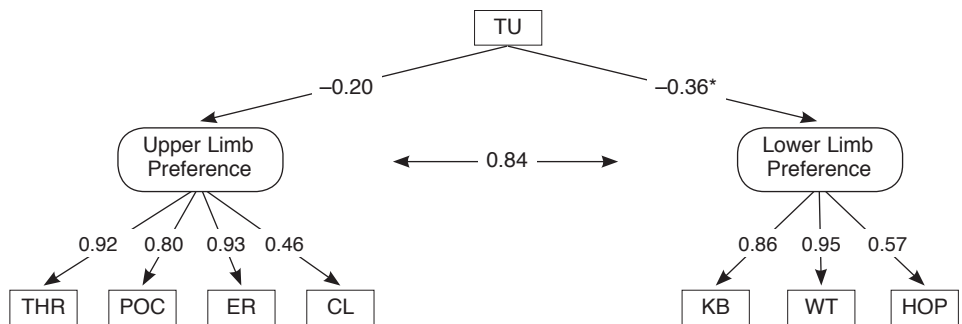 TU
–0.20
–0.36*
Upper Limb
Preference
0.84
Lower Limb
Preference
0.92 0.80 0.93 0.46
0.86 0.95 0.57
THR POC ER CL
KB WT HOP